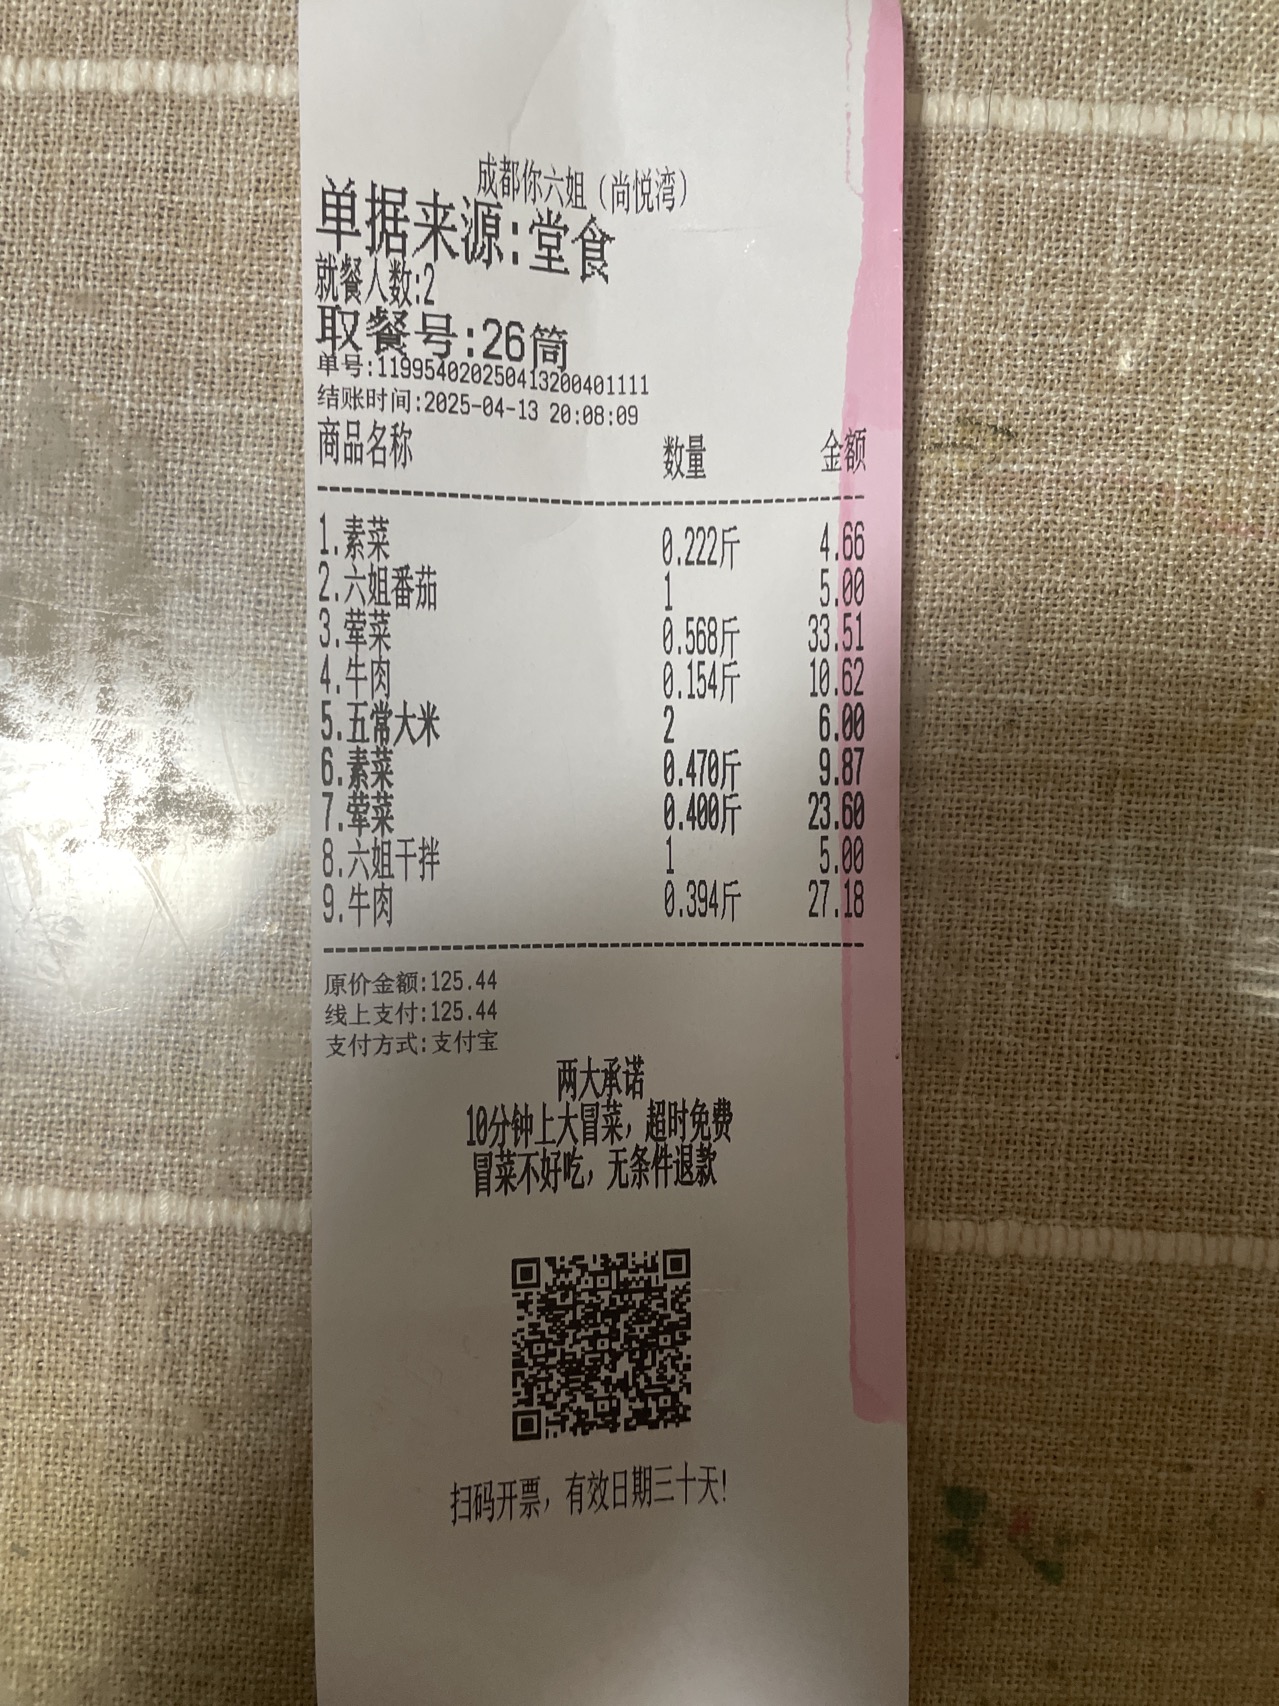 成都你六姐（尚悦湾）
单据来源:堂食
就餐人数:2
取餐号:26筒
单号:11995402025041320040​1111
结账时间:2025-04-13 20:08:09
商品名称 数量 金额
1.素菜 0.222斤 4.66
2.六姐番茄 1 5.00
3.荤菜 0.568斤 33.51
4.牛肉 0.154斤 10.62
5.五常大米 2 6.00
6.素菜 0.470斤 9.87
7.荤菜 0.400斤 23.60
8.六姐干拌 1 5.00
9.牛肉 0.394斤 27.18
原价金额:125.44
线上支付:125.44
支付方式:支付宝
两大承诺
10分钟上大冒菜，超时免费
冒菜不好吃，无条件退款
扫码开票，有效日期三十天!